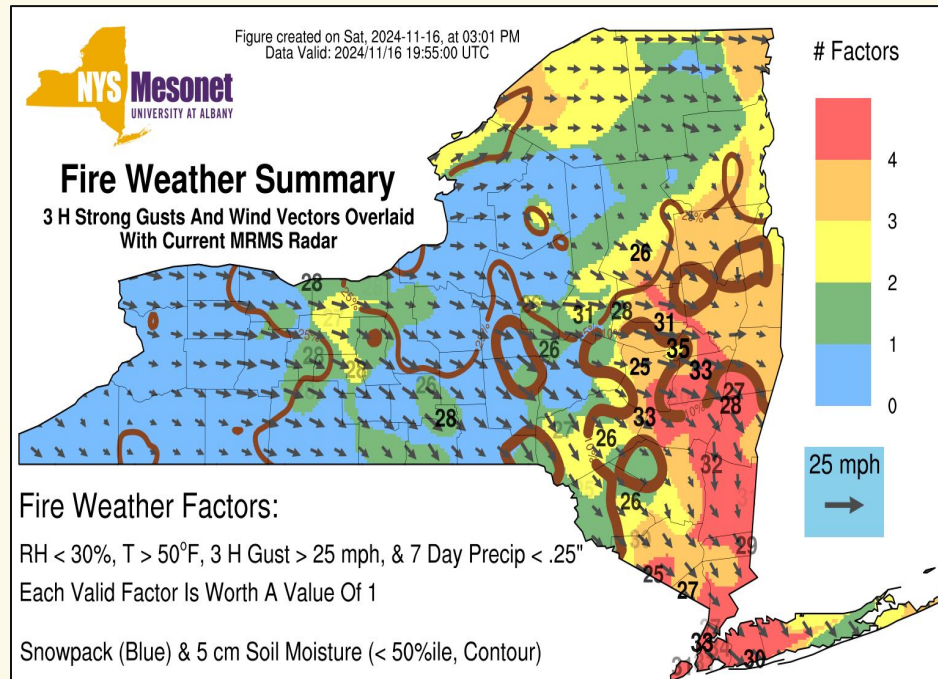 NYS Mesonet
UNIVERSITY AT ALBANY
Figure created on Sat, 2024-11-16, at 03:01 PM
Data Valid: 2024/11/16 19:55:00 UTC
Fire Weather Summary
3 H Strong Gusts And Wind Vectors Overlaid
With Current MRMS Radar
# Factors
4
3
2
1
0
25 mph
28
26
31
28
31
35
25
33
27
28
33
26
28
26
26
32
29
25
27
33
30
25%
10%
Fire Weather Factors:
RH < 30%, T > 50°F, 3 H Gust > 25 mph, & 7 Day Precip < .25"
Each Valid Factor Is Worth A Value Of 1
Snowpack (Blue) & 5 cm Soil Moisture (< 50%ile, Contour)